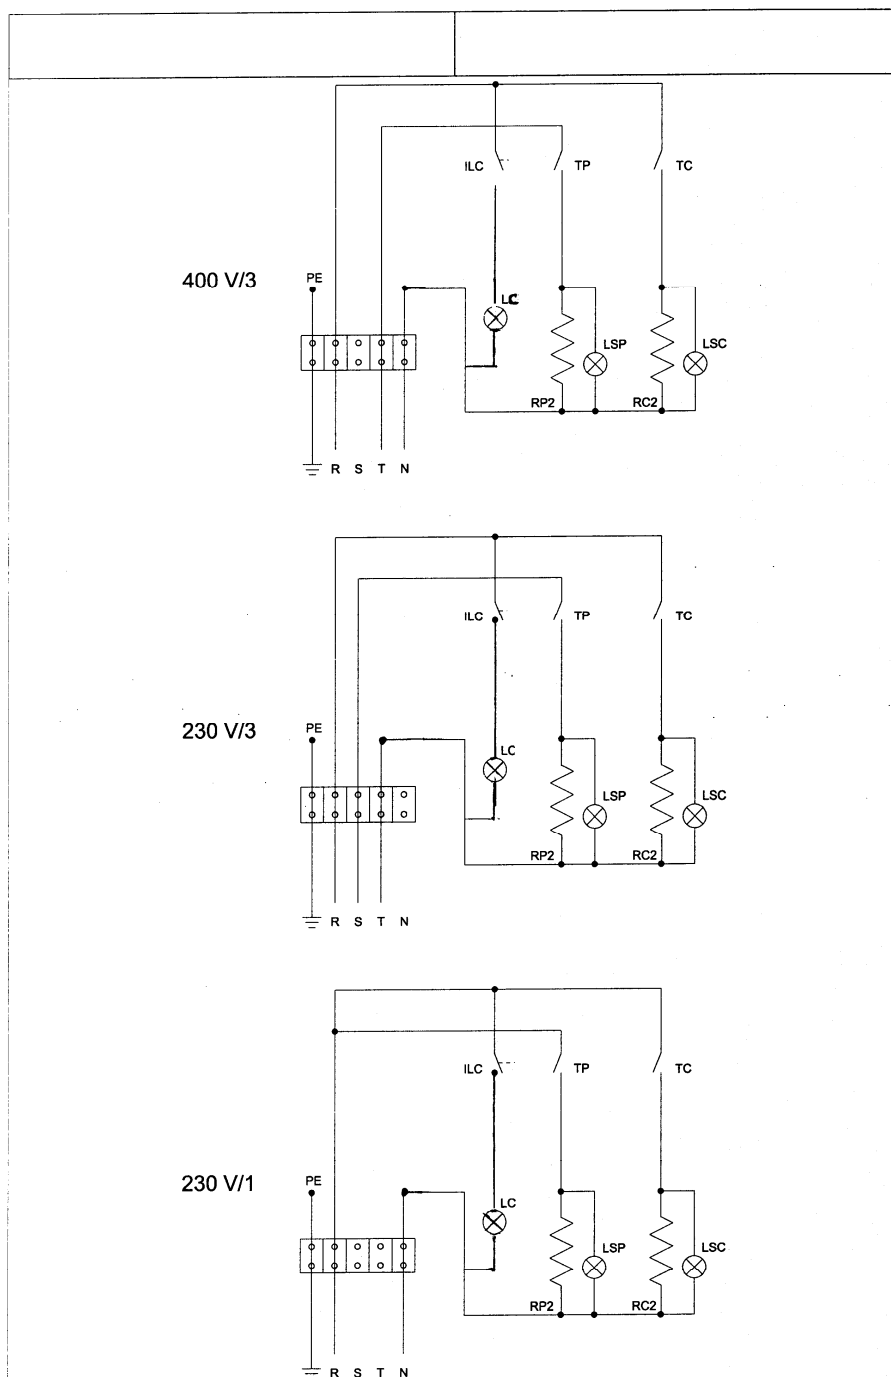 ILC TP TC
400 V/3 PE LC
LSP LSC
RP2 RC2
R S T N
ILC TP TC
230 V/3 PE LC
LSP LSC
RP2 RC2
R S T N
ILC TP TC
230 V/1 PE LC
LSP LSC
RP2 RC2
R S T N